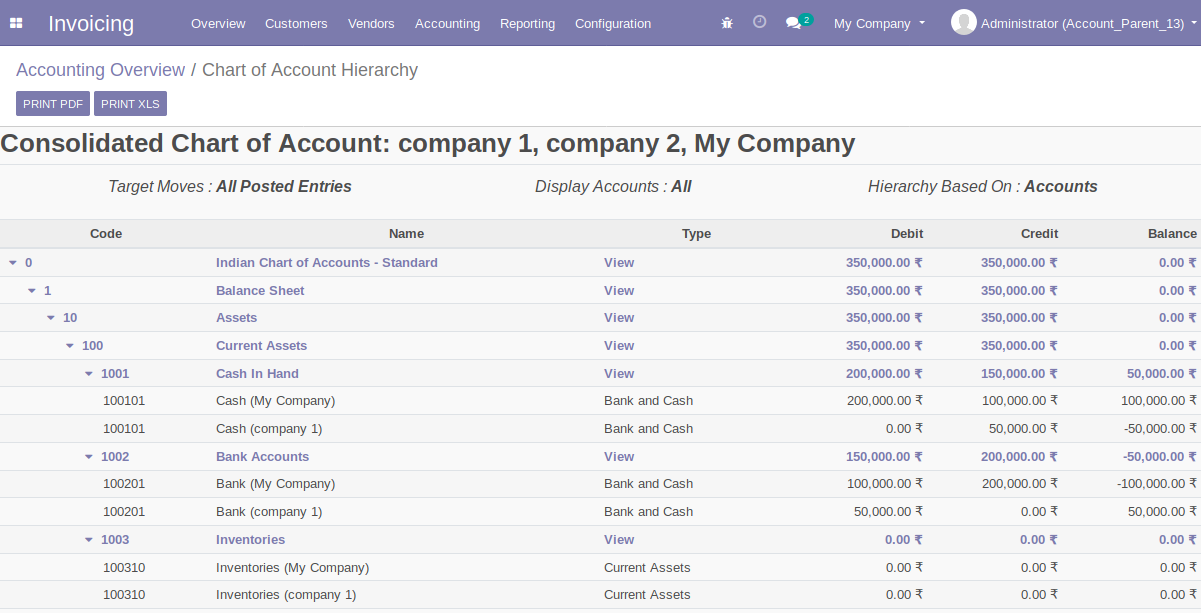 Invoicing Overview Customers Vendors Accounting Reporting Configuration 2 My Company Administrator (Account_Parent_13)
Accounting Overview / Chart of Account Hierarchy
PRINT PDF PRINT XLS
Consolidated Chart of Account: company 1, company 2, My Company
Target Moves : All Posted Entries Display Accounts : All Hierarchy Based On : Accounts
Code Name Type Debit Credit Balance
0 Indian Chart of Accounts - Standard View 350,000.00 ₹ 350,000.00 ₹ 0.00 ₹
1 Balance Sheet View 350,000.00 ₹ 350,000.00 ₹ 0.00 ₹
10 Assets View 350,000.00 ₹ 350,000.00 ₹ 0.00 ₹
100 Current Assets View 350,000.00 ₹ 350,000.00 ₹ 0.00 ₹
1001 Cash In Hand View 200,000.00 ₹ 150,000.00 ₹ 50,000.00 ₹
100101 Cash (My Company) Bank and Cash 200,000.00 ₹ 100,000.00 ₹ 100,000.00 ₹
100101 Cash (company 1) Bank and Cash 0.00 ₹ 50,000.00 ₹ -50,000.00 ₹
1002 Bank Accounts View 150,000.00 ₹ 200,000.00 ₹ -50,000.00 ₹
100201 Bank (My Company) Bank and Cash 100,000.00 ₹ 200,000.00 ₹ -100,000.00 ₹
100201 Bank (company 1) Bank and Cash 50,000.00 ₹ 0.00 ₹ 50,000.00 ₹
1003 Inventories View 0.00 ₹ 0.00 ₹ 0.00 ₹
100310 Inventories (My Company) Current Assets 0.00 ₹ 0.00 ₹ 0.00 ₹
100310 Inventories (company 1) Current Assets 0.00 ₹ 0.00 ₹ 0.00 ₹